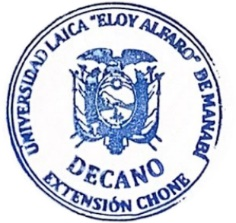 UNIVERSIDAD LAICA "ELOY ALFARO" DE MANABÍ
DECANO
EXTENSIÓN CHONE